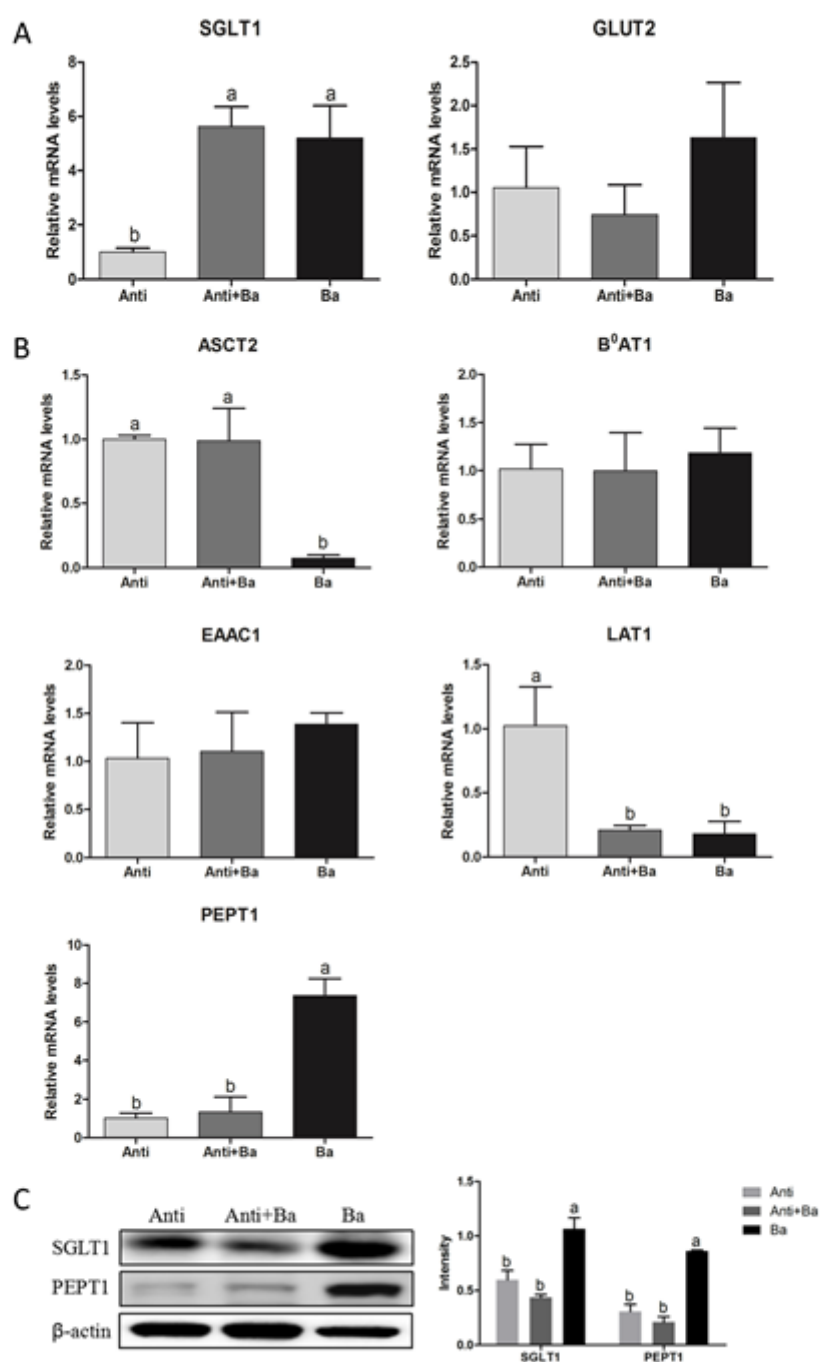 A
SGLT1
Relative mRNA levels
8
6
4
2
0
b
a
a
Anti
Anti+Ba
Ba
GLUT2
Relative mRNA levels
2.5
2.0
1.5
1.0
0.5
0.0
Anti
Anti+Ba
Ba
B
ASCT2
Relative mRNA levels
1.5
1.0
0.5
0.0
a
a
b
Anti
Anti+Ba
Ba
B⁰AT1
Relative mRNA levels
2.0
1.5
1.0
0.5
0.0
Anti
Anti+Ba
Ba
EAAC1
Relative mRNA levels
2.0
1.5
1.0
0.5
0.0
Anti
Anti+Ba
Ba
LAT1
Relative mRNA levels
1.5
1.0
0.5
0.0
a
b
b
Anti
Anti+Ba
Ba
PEPT1
Relative mRNA levels
10
8
6
4
2
0
b
b
a
Anti
Anti+Ba
Ba
C
Anti Anti+Ba Ba
SGLT1
PEPT1
β-actin
Intensity
1.5
1.0
0.5
0.0
b
b
a
b
b
a
SGLT1
PEPT1
Anti
Anti+Ba
Ba